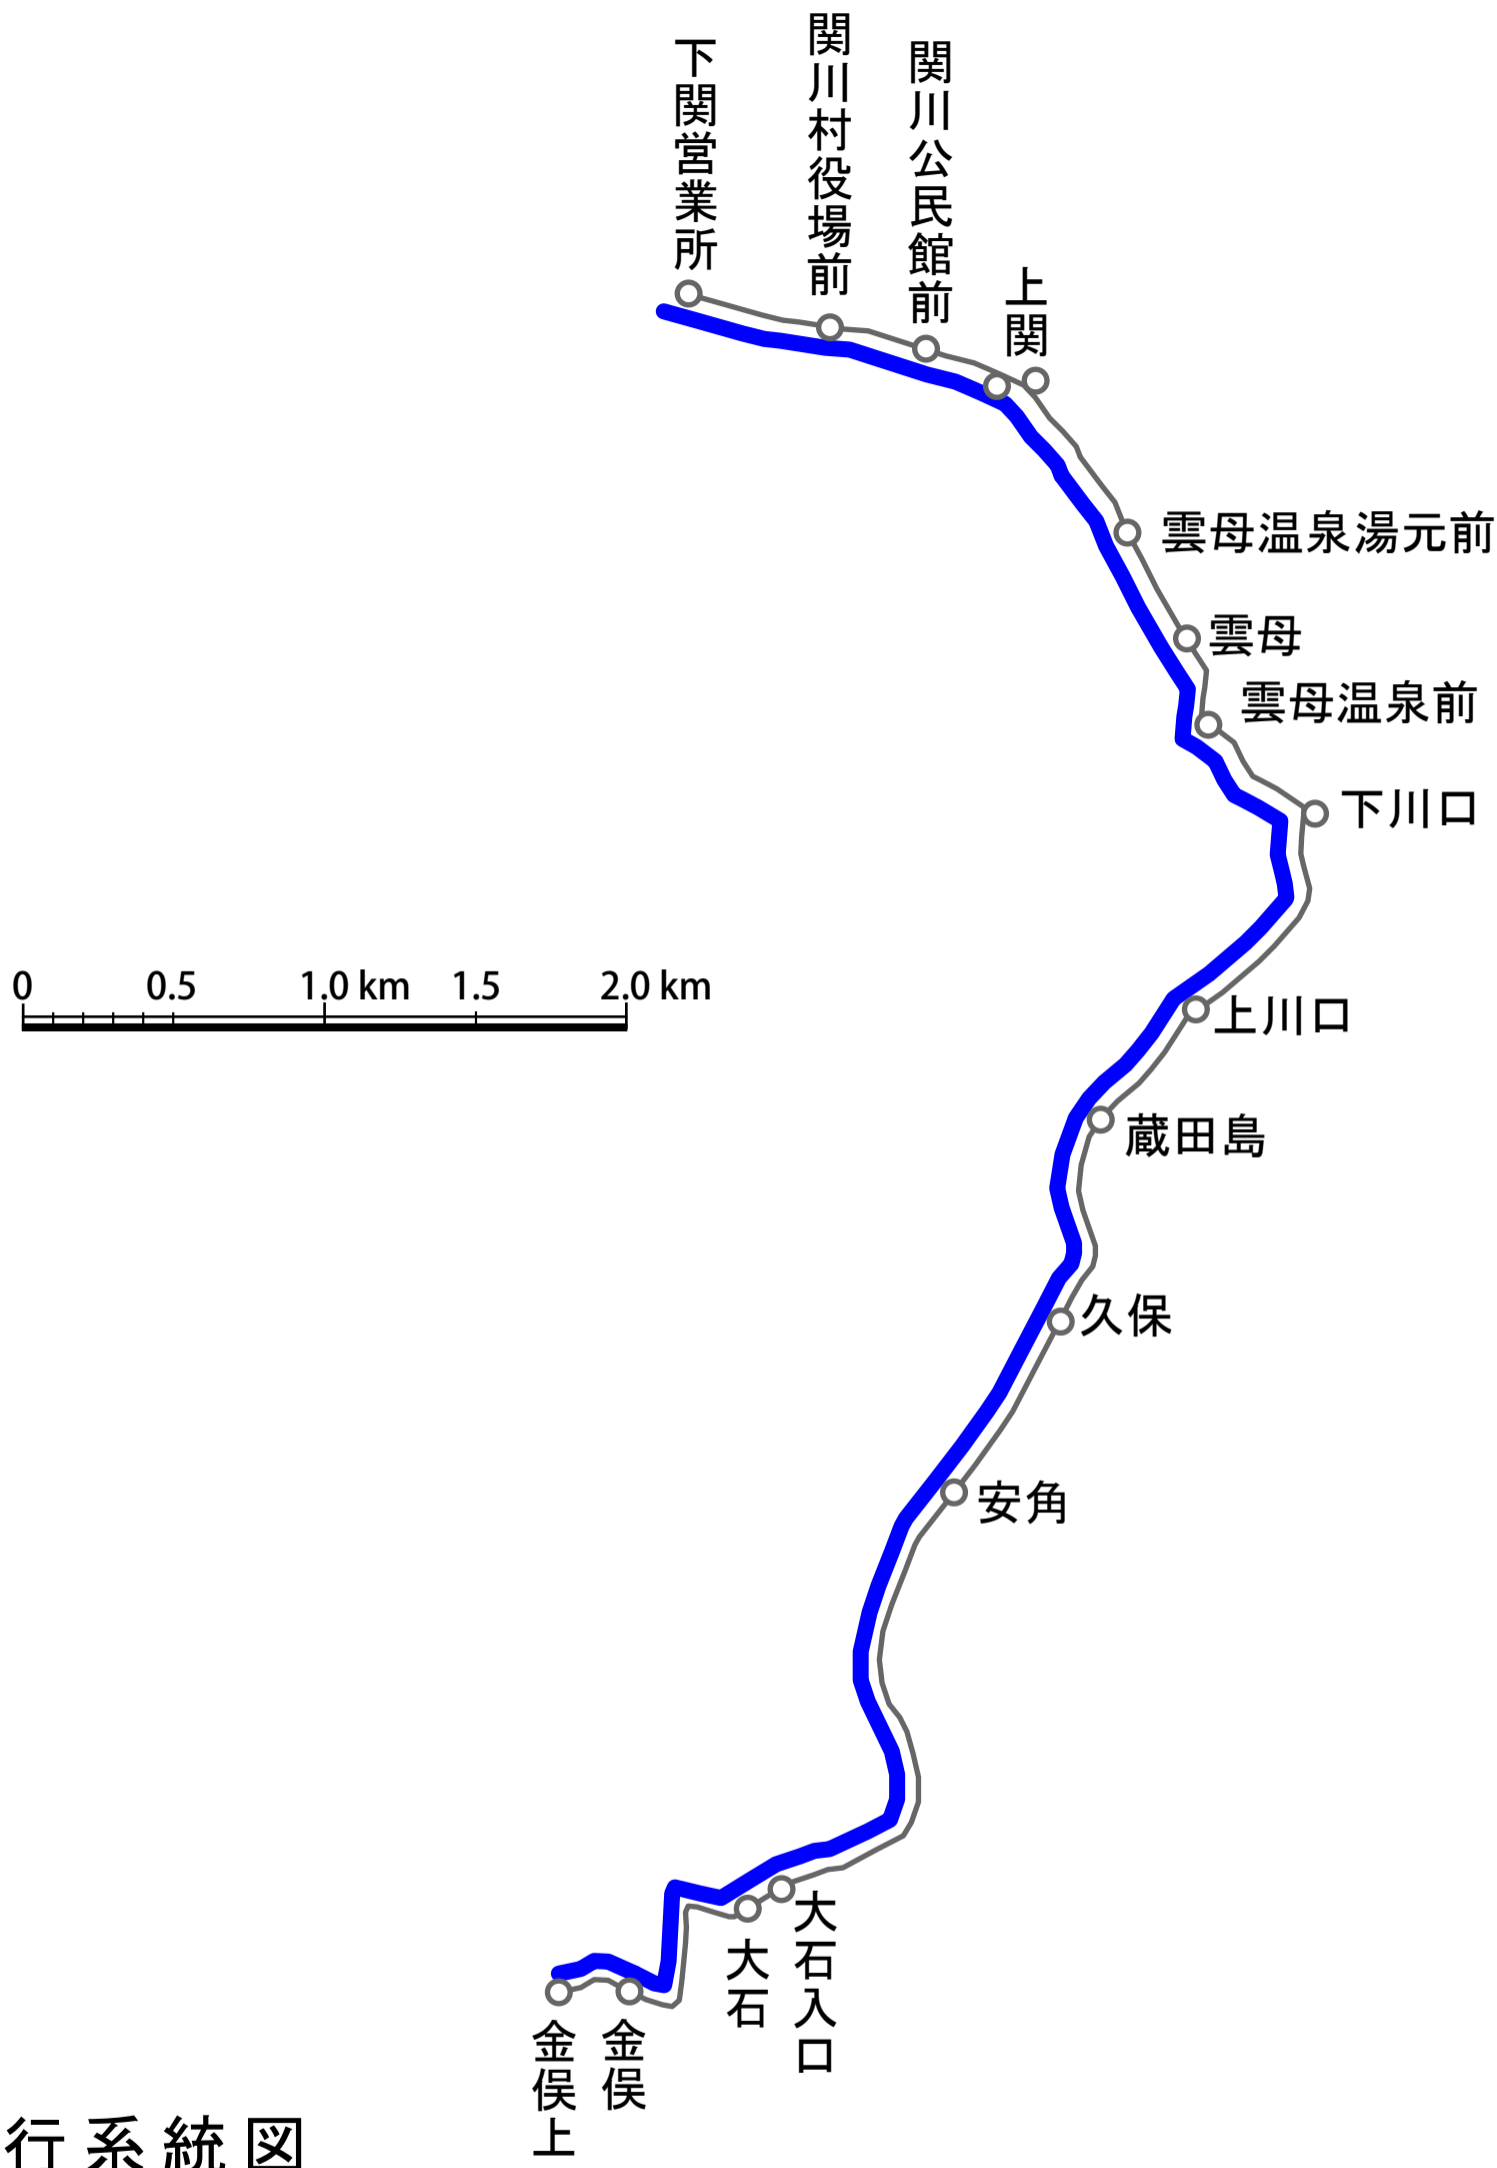 下関営業所
関川村役場前
関川公民館前
上関
雲母温泉湯元前
雲母
雲母温泉前
下川口
0 0.5 1.0 km 1.5 2.0 km
上川口
蔵田島
久保
安角
大石入口
大石
金俣
金俣上
行系統図